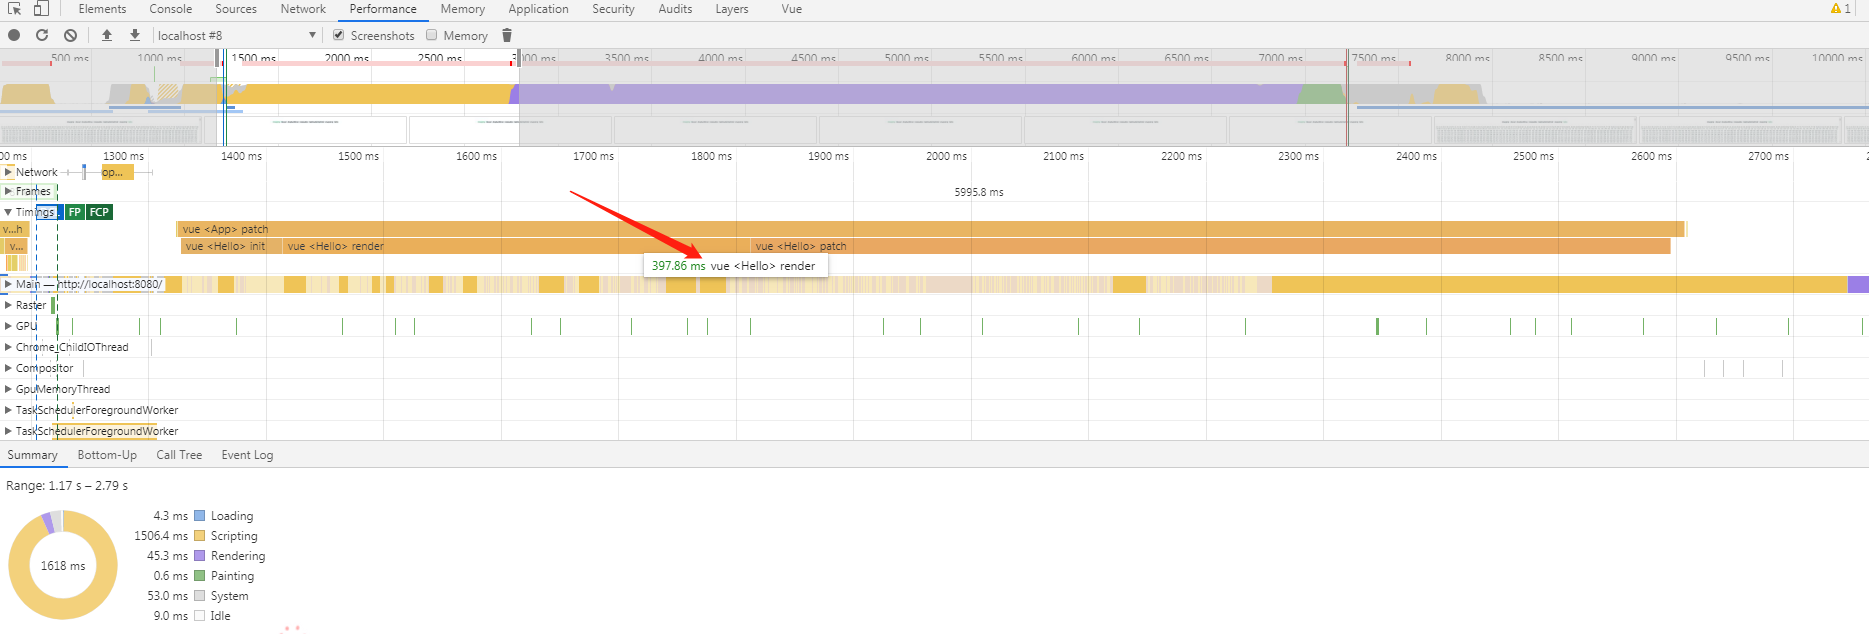 Elements Console Sources Network Performance Memory Application Security Audits Layers Vue 1
localhost #8 Screenshots Memory
500 ms 1000 ms 1500 ms 2000 ms 2500 ms 3000 ms 3500 ms 4000 ms 4500 ms 5000 ms 5500 ms 6000 ms 6500 ms 7000 ms 7500 ms 8000 ms 8500 ms 9000 ms 9500 ms 10000 ms
00 ms 1300 ms 1400 ms 1500 ms 1600 ms 1700 ms 1800 ms 1900 ms 2000 ms 2100 ms 2200 ms 2300 ms 2400 ms 2500 ms 2600 ms 2700 ms 2
Network op...
Frames 5995.8 ms
Timings FP FCP
v...h vue <App> patch
v... vue <Hello> init vue <Hello> render vue <Hello> patch
397.86 ms vue <Hello> render
Main — http://localhost:8080/
Raster
GPU
Chrome_ChildIOThread
Compositor
GpuMemoryThread
TaskSchedulerForegroundWorker
TaskSchedulerForegroundWorker
Summary Bottom-Up Call Tree Event Log
Range: 1.17 s – 2.79 s
4.3 ms Loading
1506.4 ms Scripting
45.3 ms Rendering
1618 ms
0.6 ms Painting
53.0 ms System
9.0 ms Idle